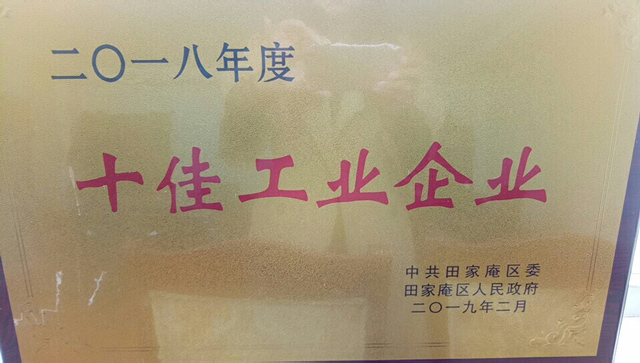 二〇一八年度
十佳工业企业
中共田家庵区委
田家庵区人民政府
二〇一九年二月